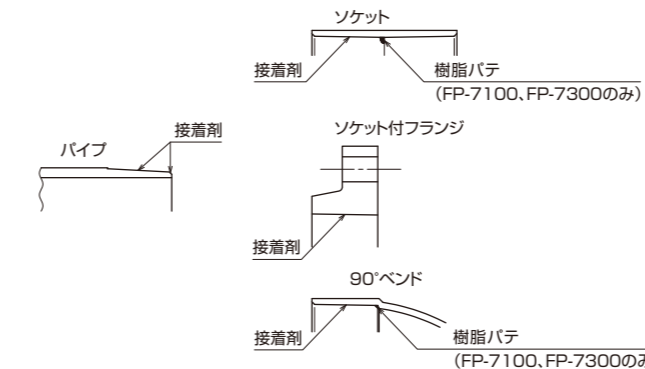 ソケット
接着剤
樹脂パテ
(FP-7100、FP-7300のみ)
接着剤
パイプ
ソケット付フランジ
接着剤
90°ベンド
接着剤
樹脂パテ
(FP-7100、FP-7300のみ